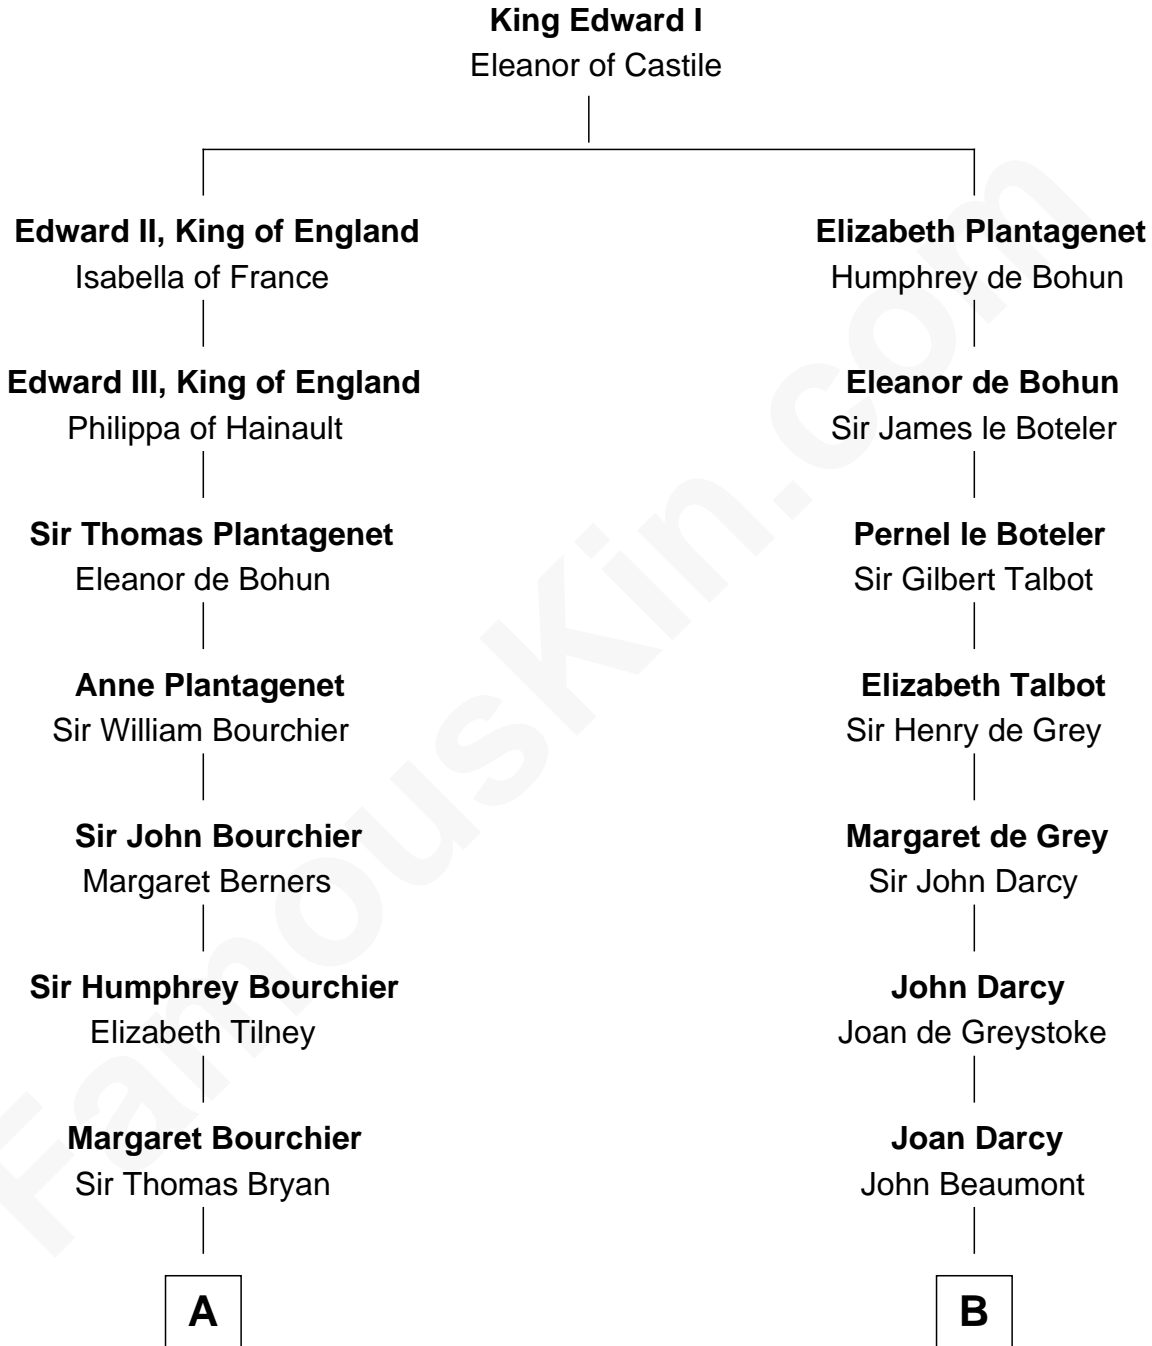 King Edward I
Eleanor of Castile
Edward II, King of England
Isabella of France
Elizabeth Plantagenet
Humphrey de Bohun
Edward III, King of England
Philippa of Hainault
Eleanor de Bohun
Sir James le Boteler
Sir Thomas Plantagenet
Eleanor de Bohun
Pernel le Boteler
Sir Gilbert Talbot
Anne Plantagenet
Sir William Bourchier
Elizabeth Talbot
Sir Henry de Grey
Sir John Bourchier
Margaret Berners
Margaret de Grey
Sir John Darcy
Sir Humphrey Bourchier
Elizabeth Tilney
John Darcy
Joan de Greystoke
Margaret Bourchier
Sir Thomas Bryan
Joan Darcy
John Beaumont
A
B
FamousKin.com